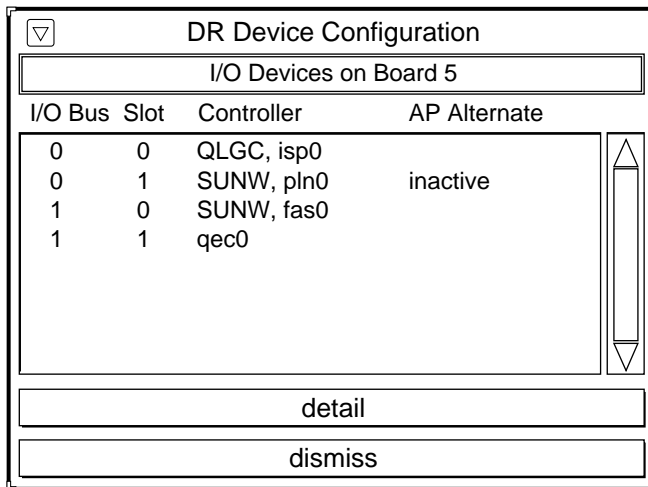 DR Device Configuration
I/O Devices on Board 5
I/O Bus Slot Controller AP Alternate
0 0 QLGC, isp0
0 1 SUNW, pln0 inactive
1 0 SUNW, fas0
1 1 qec0
detail
dismiss